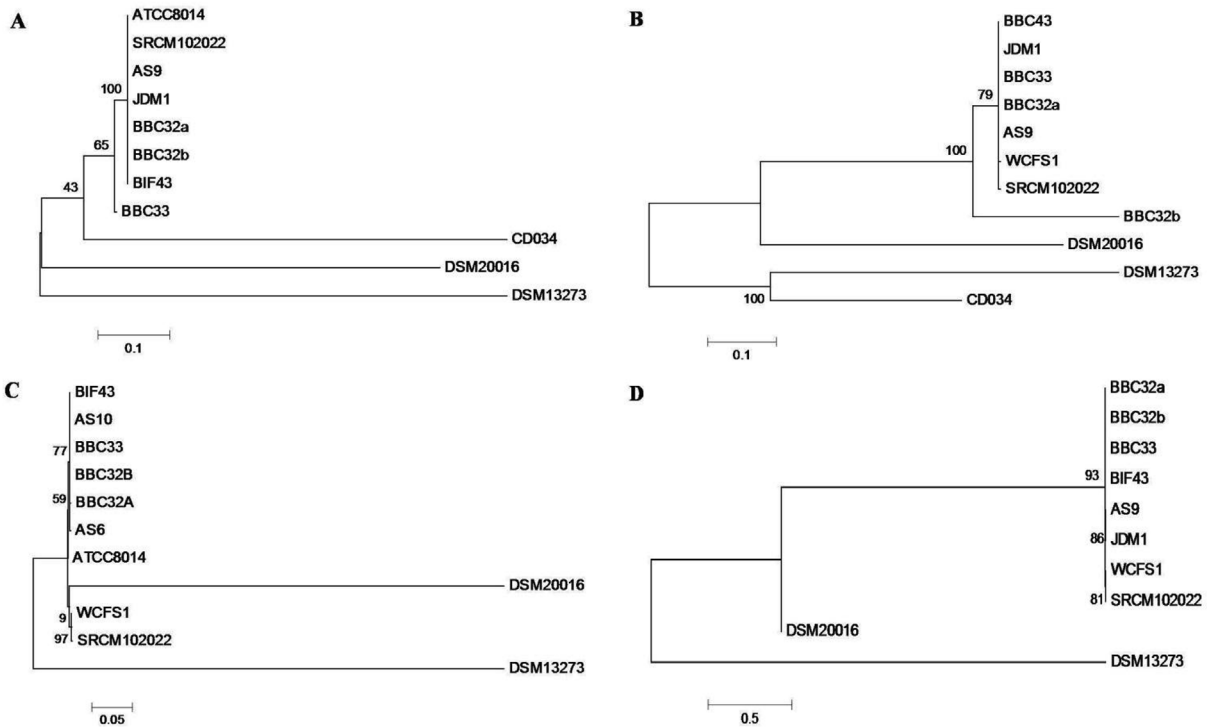 A
ATCC8014
SRCM102022
AS9
100
JDM1
BBC32a
65
BBC32b
43
BIF43
BBC33
CD034
DSM20016
DSM13273
0.1
B
BBC43
JDM1
BBC33
79
BBC32a
AS9
100
WCFS1
SRCM102022
BBC32b
DSM20016
DSM13273
100
CD034
0.1
C
BIF43
AS10
77
BBC33
BBC32B
59
BBC32A
AS6
ATCC8014
DSM20016
WCFS1
9
97
SRCM102022
DSM13273
0.05
D
BBC32a
BBC32b
BBC33
93
BIF43
AS9
86
JDM1
WCFS1
81
SRCM102022
DSM20016
DSM13273
0.5